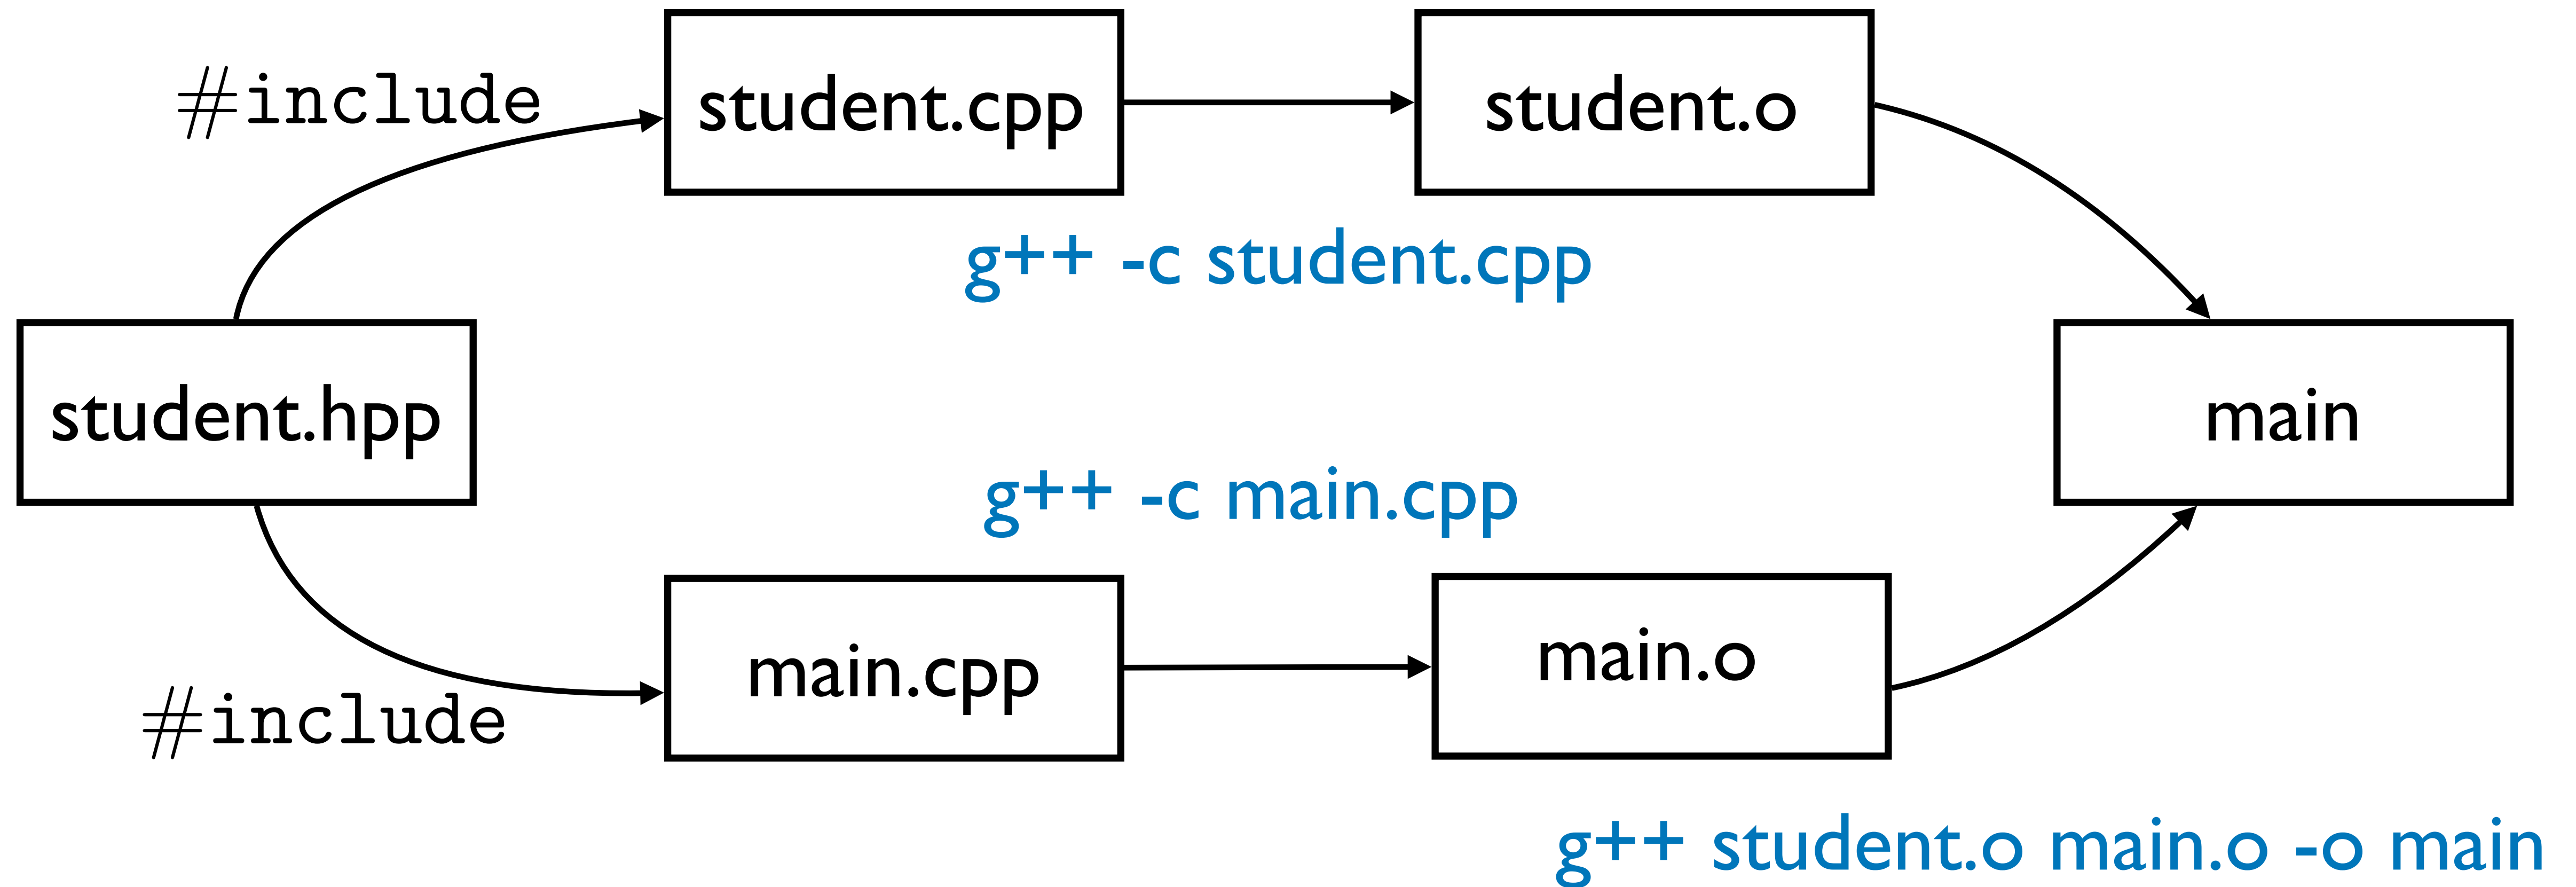 #include
student.cpp
student.o
g++ -c student.cpp
student.hpp
main
g++ -c main.cpp
main.cpp
main.o
#include
g++ student.o main.o -o main